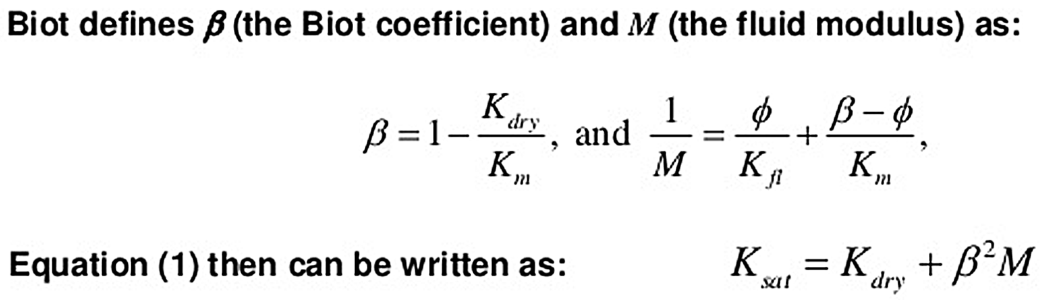 Biot defines β (the Biot coefficient) and M (the fluid modulus) as:
β = 1 − K_dry / K_m, and 1 / M = ϕ / K_fl + (β − ϕ) / K_m,
Equation (1) then can be written as: K_sat = K_dry + β²M